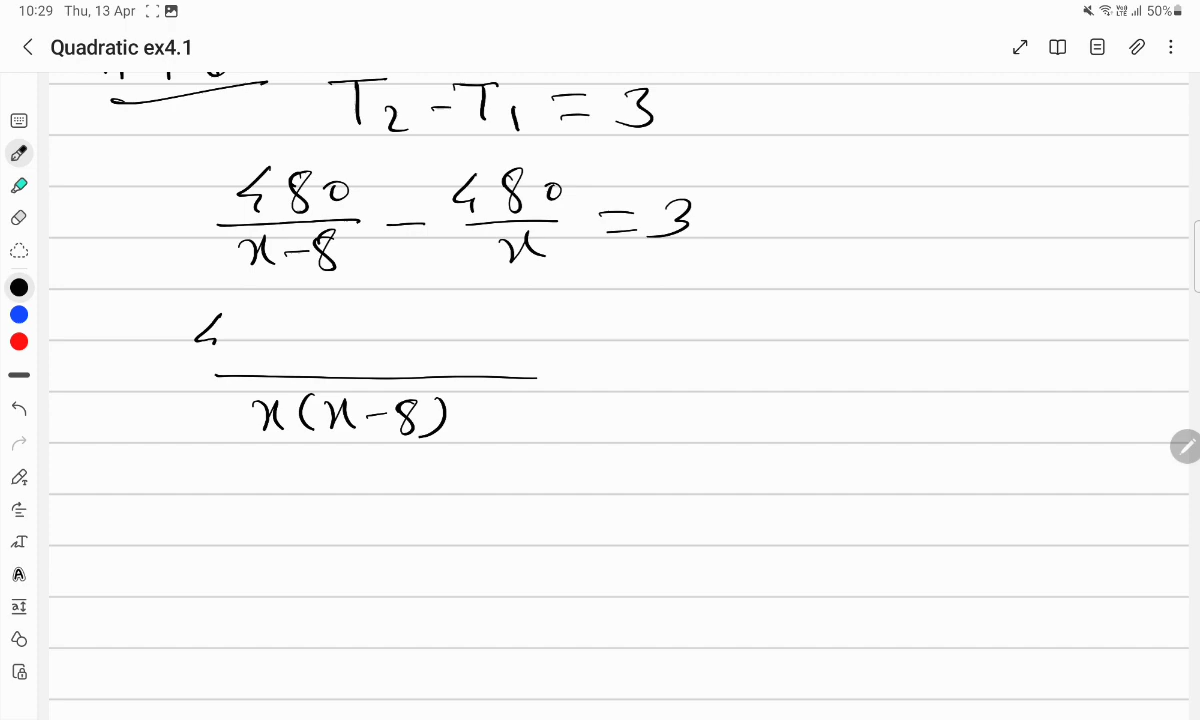 10:29 Thu, 13 Apr 50%
Quadratic ex4.1
T2 - T1 = 3
480/(x-8) - 480/x = 3
4
x(x-8)